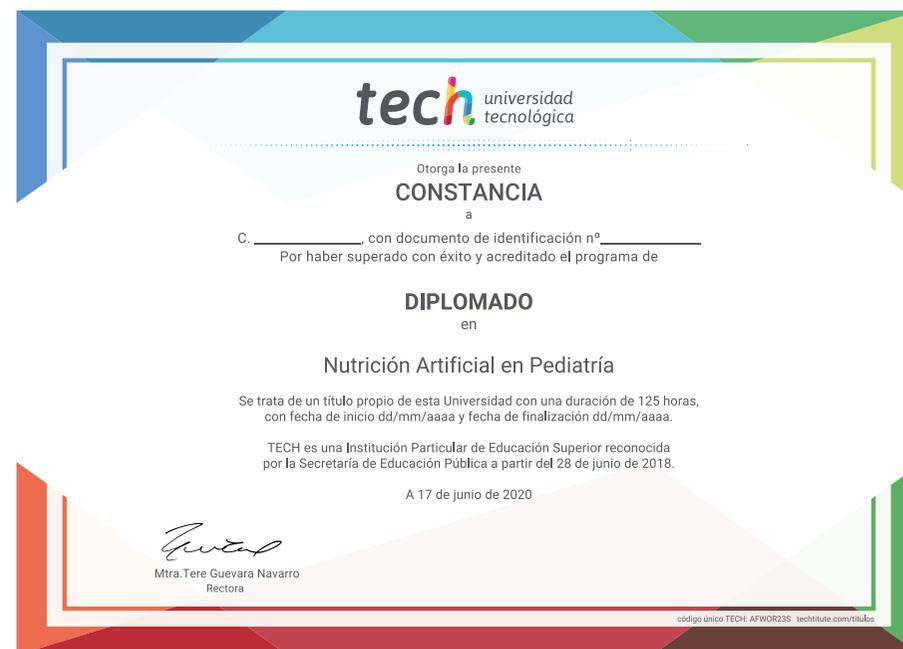 tech universidad
tecnológica
Otorga la presente
CONSTANCIA
a
C. ______________, con documento de identificación nº_____________
Por haber superado con éxito y acreditado el programa de
DIPLOMADO
en
Nutrición Artificial en Pediatría
Se trata de un título propio de esta Universidad con una duración de 125 horas,
con fecha de inicio dd/mm/aaaa y fecha de finalización dd/mm/aaaa.
TECH es una Institución Particular de Educación Superior reconocida
por la Secretaría de Educación Pública a partir del 28 de junio de 2018.
A 17 de junio de 2020
Mtra.Tere Guevara Navarro
Rectora
código único TECH: AFWOR23S techtitute.com/titulos